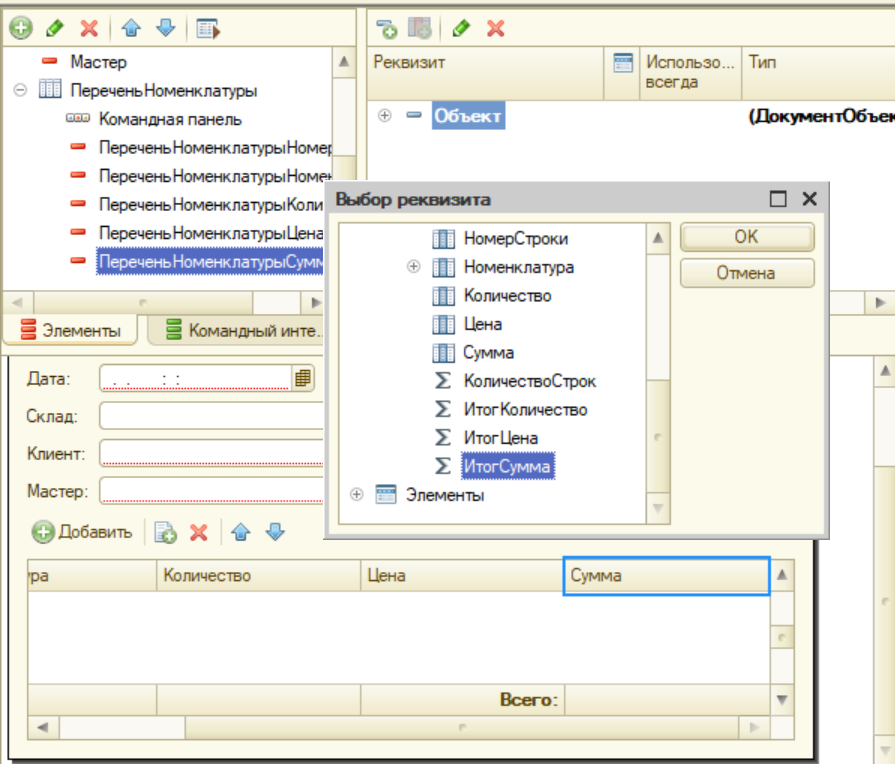 Мастер
ПереченьНоменклатуры
Командная панель
ПереченьНоменклатурыНомер
ПереченьНоменклатурыНомен
ПереченьНоменклатурыКоли
ПереченьНоменклатурыЦена
ПереченьНоменклатурыСумм
Элементы
Командный инте...
Реквизит
Использо... всегда
Тип
Объект
(ДокументОбъек
Выбор реквизита
НомерСтроки
Номенклатура
Количество
Цена
Сумма
КоличествоСтрок
ИтогКоличество
ИтогЦена
ИтогСумма
Элементы
ОК
Отмена
Дата: . . : :
Склад:
Клиент:
Мастер:
Добавить
ура Количество Цена Сумма
Всего: